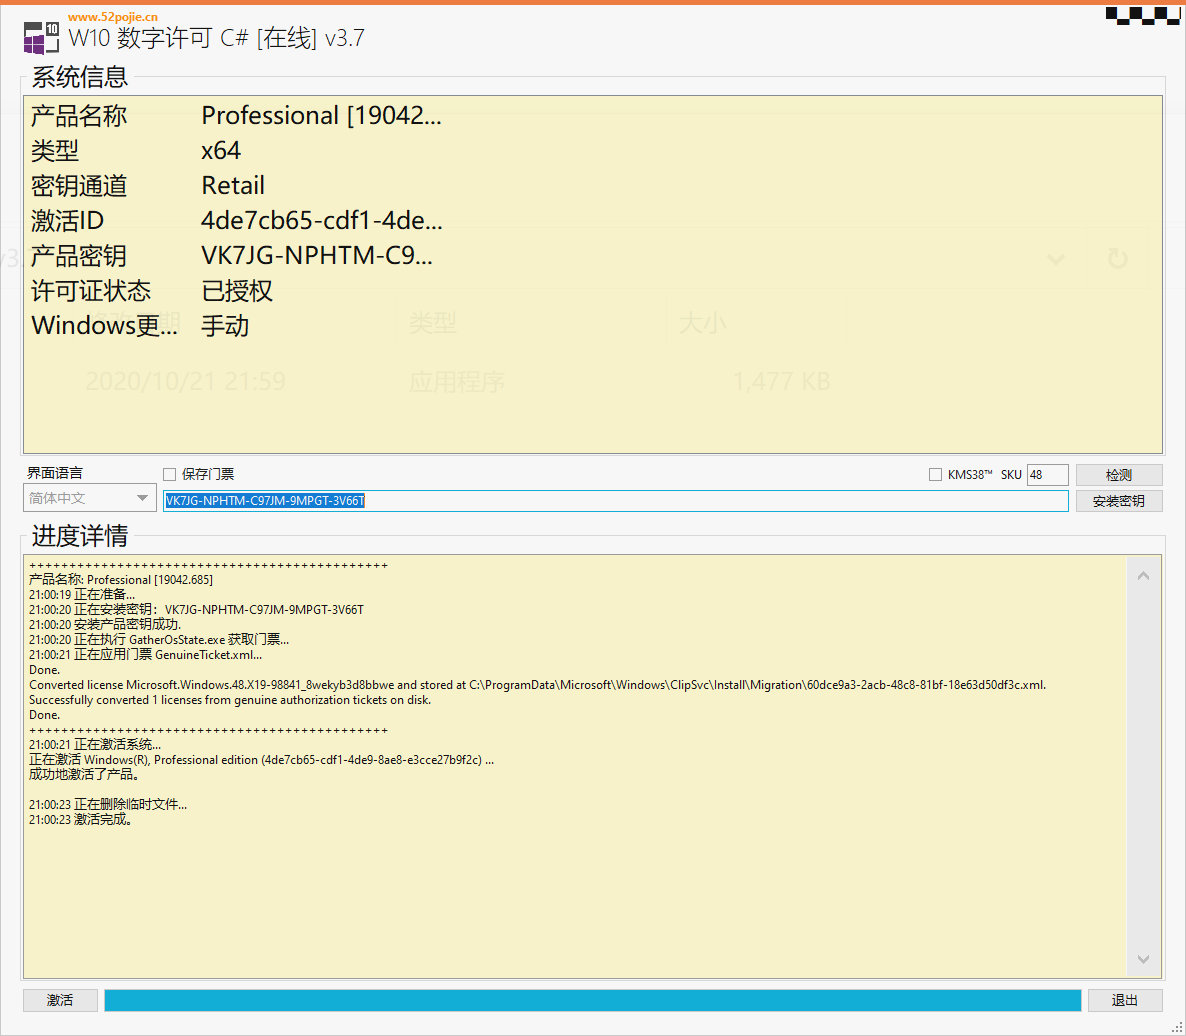 www.52pojie.cn
W10 数字许可 C# [在线] v3.7
系统信息
产品名称 Professional [19042...
类型 x64
密钥通道 Retail
激活ID 4de7cb65-cdf1-4de...
产品密钥 VK7JG-NPHTM-C9...
许可证状态 已授权
Windows更... 手动
类型 大小
2020/10/21 21:59 应用程序 1,477 KB
界面语言
保存门票
KMS38™ SKU 48 检测
简体中文 VK7JG-NPHTM-C97JM-9MPGT-3V66T 安装密钥
进度详情
++++++++++++++++++++++++++++++++++++++++++++
产品名称: Professional [19042.685]
21:00:19 正在准备...
21:00:20 正在安装密钥：VK7JG-NPHTM-C97JM-9MPGT-3V66T
21:00:20 安装产品密钥成功.
21:00:20 正在执行 GatherOsState.exe 获取门票...
21:00:21 正在应用门票 GenuineTicket.xml...
Done.
Converted license Microsoft.Windows.48.X19-98841_8wekyb3d8bbwe and stored at C:\ProgramData\Microsoft\Windows\ClipSvc\Install\Migration\60dce9a3-2acb-48c8-81bf-18e63d50df3c.xml.
Successfully converted 1 licenses from genuine authorization tickets on disk.
Done.
++++++++++++++++++++++++++++++++++++++++++++
21:00:21 正在激活系统...
正在激活 Windows(R), Professional edition (4de7cb65-cdf1-4de9-8ae8-e3cce27b9f2c) ...
成功地激活了产品。
21:00:23 正在删除临时文件...
21:00:23 激活完成。
激活 退出